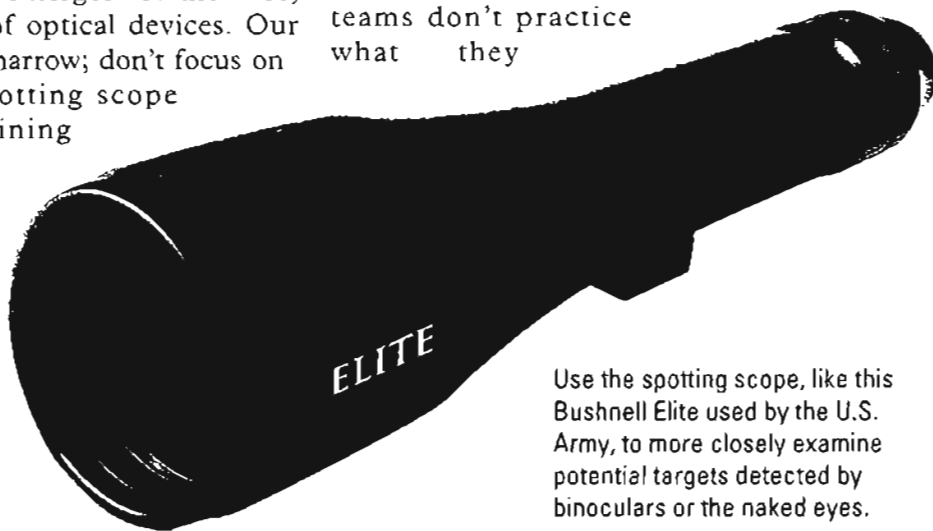 of optical devices. Our
narrow; don't focus on
otting scope
ining
teams don't practice
what they
ELITE
Use the spotting scope, like this
Bushnell Elite used by the U.S.
Army, to more closely examine
potential targets detected by
binoculars or the naked eyes.